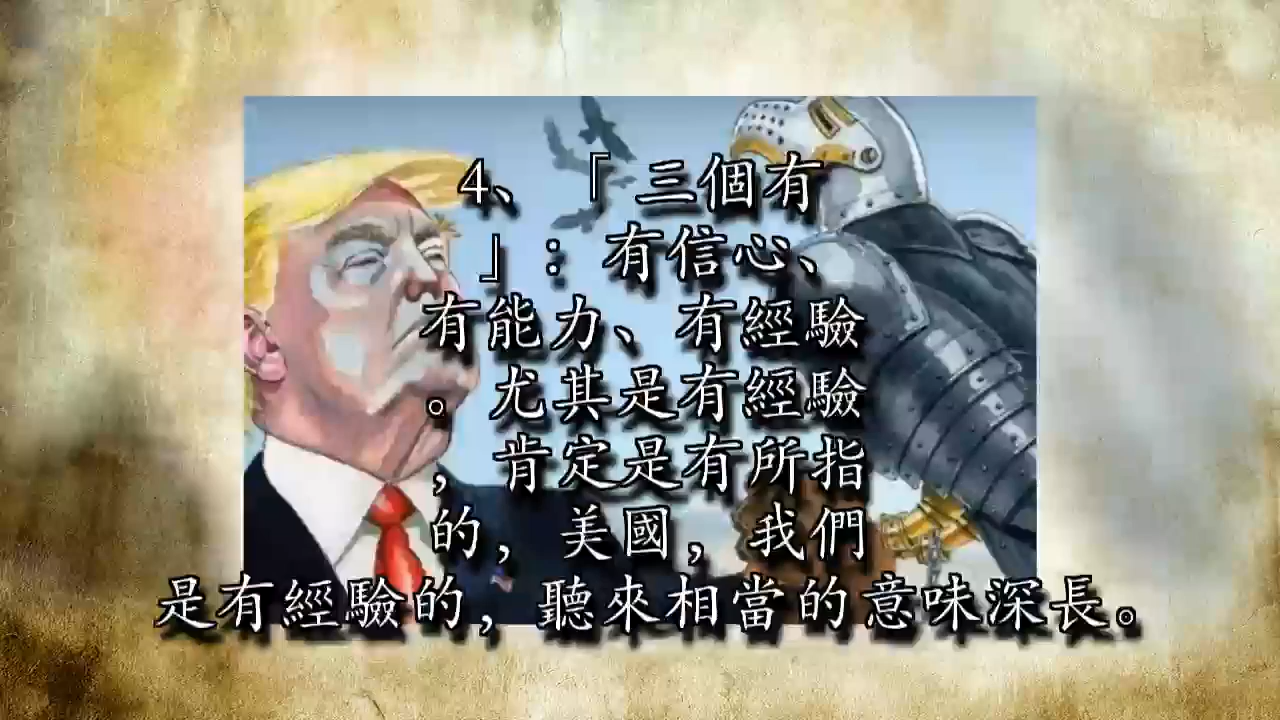 4、「三個有
」：有信心、
有能力、有經驗
。尤其是有經驗
，肯定是有所指
的，美國，我們
是有經驗的，聽來相當的意味深長。